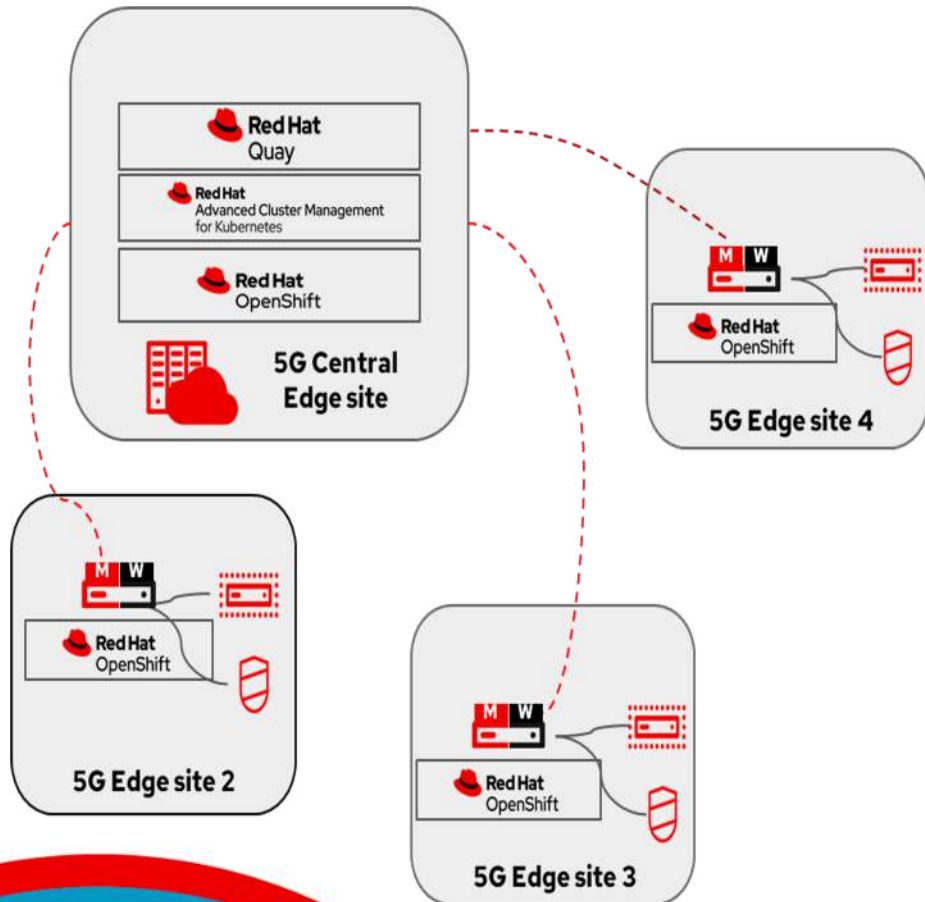 Red Hat
Quay
Red Hat
Advanced Cluster Management
for Kubernetes
Red Hat
OpenShift
5G Central
Edge site
M W
Red Hat
OpenShift
5G Edge site 4
M W
Red Hat
OpenShift
5G Edge site 2
M W
Red Hat
OpenShift
5G Edge site 3